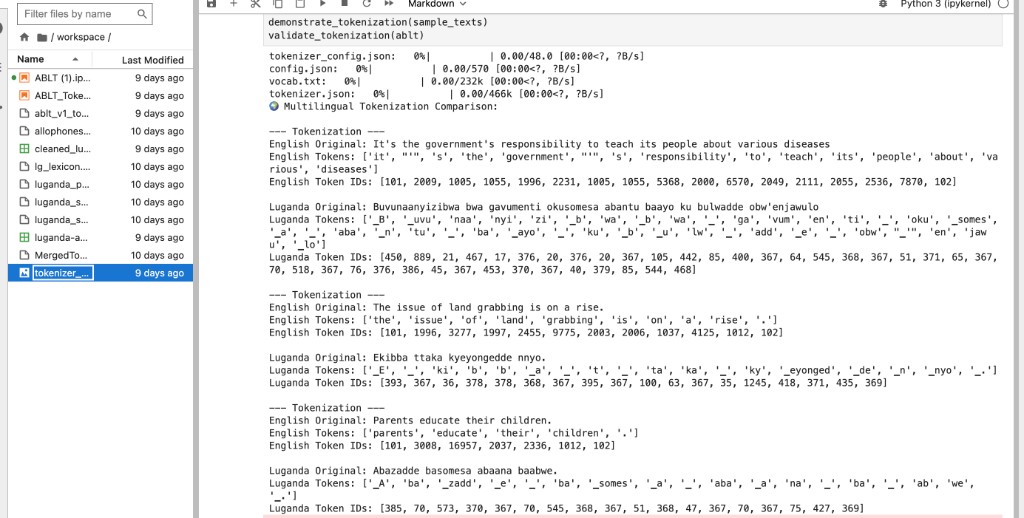 Filter files by name
Markdown
Python 3 (ipykernel)
/ workspace /
Name
Last Modified
ABLT (1).ip... 9 days ago
ABLT_Toke... 9 days ago
ablt_v1_to... 9 days ago
allophones... 10 days ago
cleaned_lu... 9 days ago
lg_lexicon.... 10 days ago
luganda_p... 9 days ago
luganda_s... 9 days ago
luganda_s... 9 days ago
luganda-a... 9 days ago
MergedTo... 10 days ago
tokenizer_... 9 days ago
demonstrate_tokenization(sample_texts)
validate_tokenization(ablt)
tokenizer_config.json: 0%| | 0.00/48.0 [00:00<?, ?B/s]
config.json: 0%| | 0.00/570 [00:00<?, ?B/s]
vocab.txt: 0%| | 0.00/232k [00:00<?, ?B/s]
tokenizer.json: 0%| | 0.00/466k [00:00<?, ?B/s]
🌍 Multilingual Tokenization Comparison:
--- Tokenization ---
English Original: It's the government's responsibility to teach its people about various diseases
English Tokens: ['it', "'", 's', 'the', 'government', "'", 's', 'responsibility', 'to', 'teach', 'its', 'people', 'about', 'va
rious', 'diseases']
English Token IDs: [101, 2009, 1005, 1055, 1996, 2231, 1005, 1055, 5368, 2000, 6570, 2049, 2111, 2055, 2536, 7870, 102]
Luganda Original: Buvunaanyizibwa bwa gavumenti okusomesa abantu baayo ku bulwadde obw'enjawulo
Luganda Tokens: ['_B', '_uvu', 'naa', 'nyi', 'zi', '_b', 'wa', '_b', 'wa', '_', 'ga', 'vum', 'en', 'ti', '_', 'oku', '_somes',
'_a', '_', 'aba', '_n', 'tu', '_', 'ba', '_ayo', '_', 'ku', '_b', '_u', 'lw', '_', 'add', '_e', '_', 'obw', "_'", 'en', 'jaw
u', '_lo']
Luganda Token IDs: [450, 889, 21, 467, 17, 376, 20, 376, 20, 367, 105, 442, 85, 400, 367, 64, 545, 368, 367, 51, 371, 65, 367,
70, 518, 367, 76, 376, 386, 45, 367, 453, 370, 367, 40, 379, 85, 544, 468]
--- Tokenization ---
English Original: The issue of land grabbing is on a rise.
English Tokens: ['the', 'issue', 'of', 'land', 'grabbing', 'is', 'on', 'a', 'rise', '.']
English Token IDs: [101, 1996, 3277, 1997, 2455, 9775, 2003, 2006, 1037, 4125, 1012, 102]
Luganda Original: Ekibba ttaka kyeyongedde nnyo.
Luganda Tokens: ['_E', '_', 'ki', 'b', 'b', '_a', '_', 't', '_', 'ta', 'ka', '_', 'ky', '_eyonged', '_de', '_n', '_nyo', '_.']
Luganda Token IDs: [393, 367, 36, 378, 378, 368, 367, 395, 367, 100, 63, 367, 35, 1245, 418, 371, 435, 369]
--- Tokenization ---
English Original: Parents educate their children.
English Tokens: ['parents', 'educate', 'their', 'children', '.']
English Token IDs: [101, 3008, 16957, 2037, 2336, 1012, 102]
Luganda Original: Abazadde basomesa abaana baabwe.
Luganda Tokens: ['_A', 'ba', '_zadd', '_e', '_', 'ba', '_somes', '_a', '_', 'aba', '_a', 'na', '_', 'ba', '_', 'ab', 'we',
'_.']
Luganda Token IDs: [385, 70, 573, 370, 367, 70, 545, 368, 367, 51, 368, 47, 367, 70, 367, 75, 427, 369]